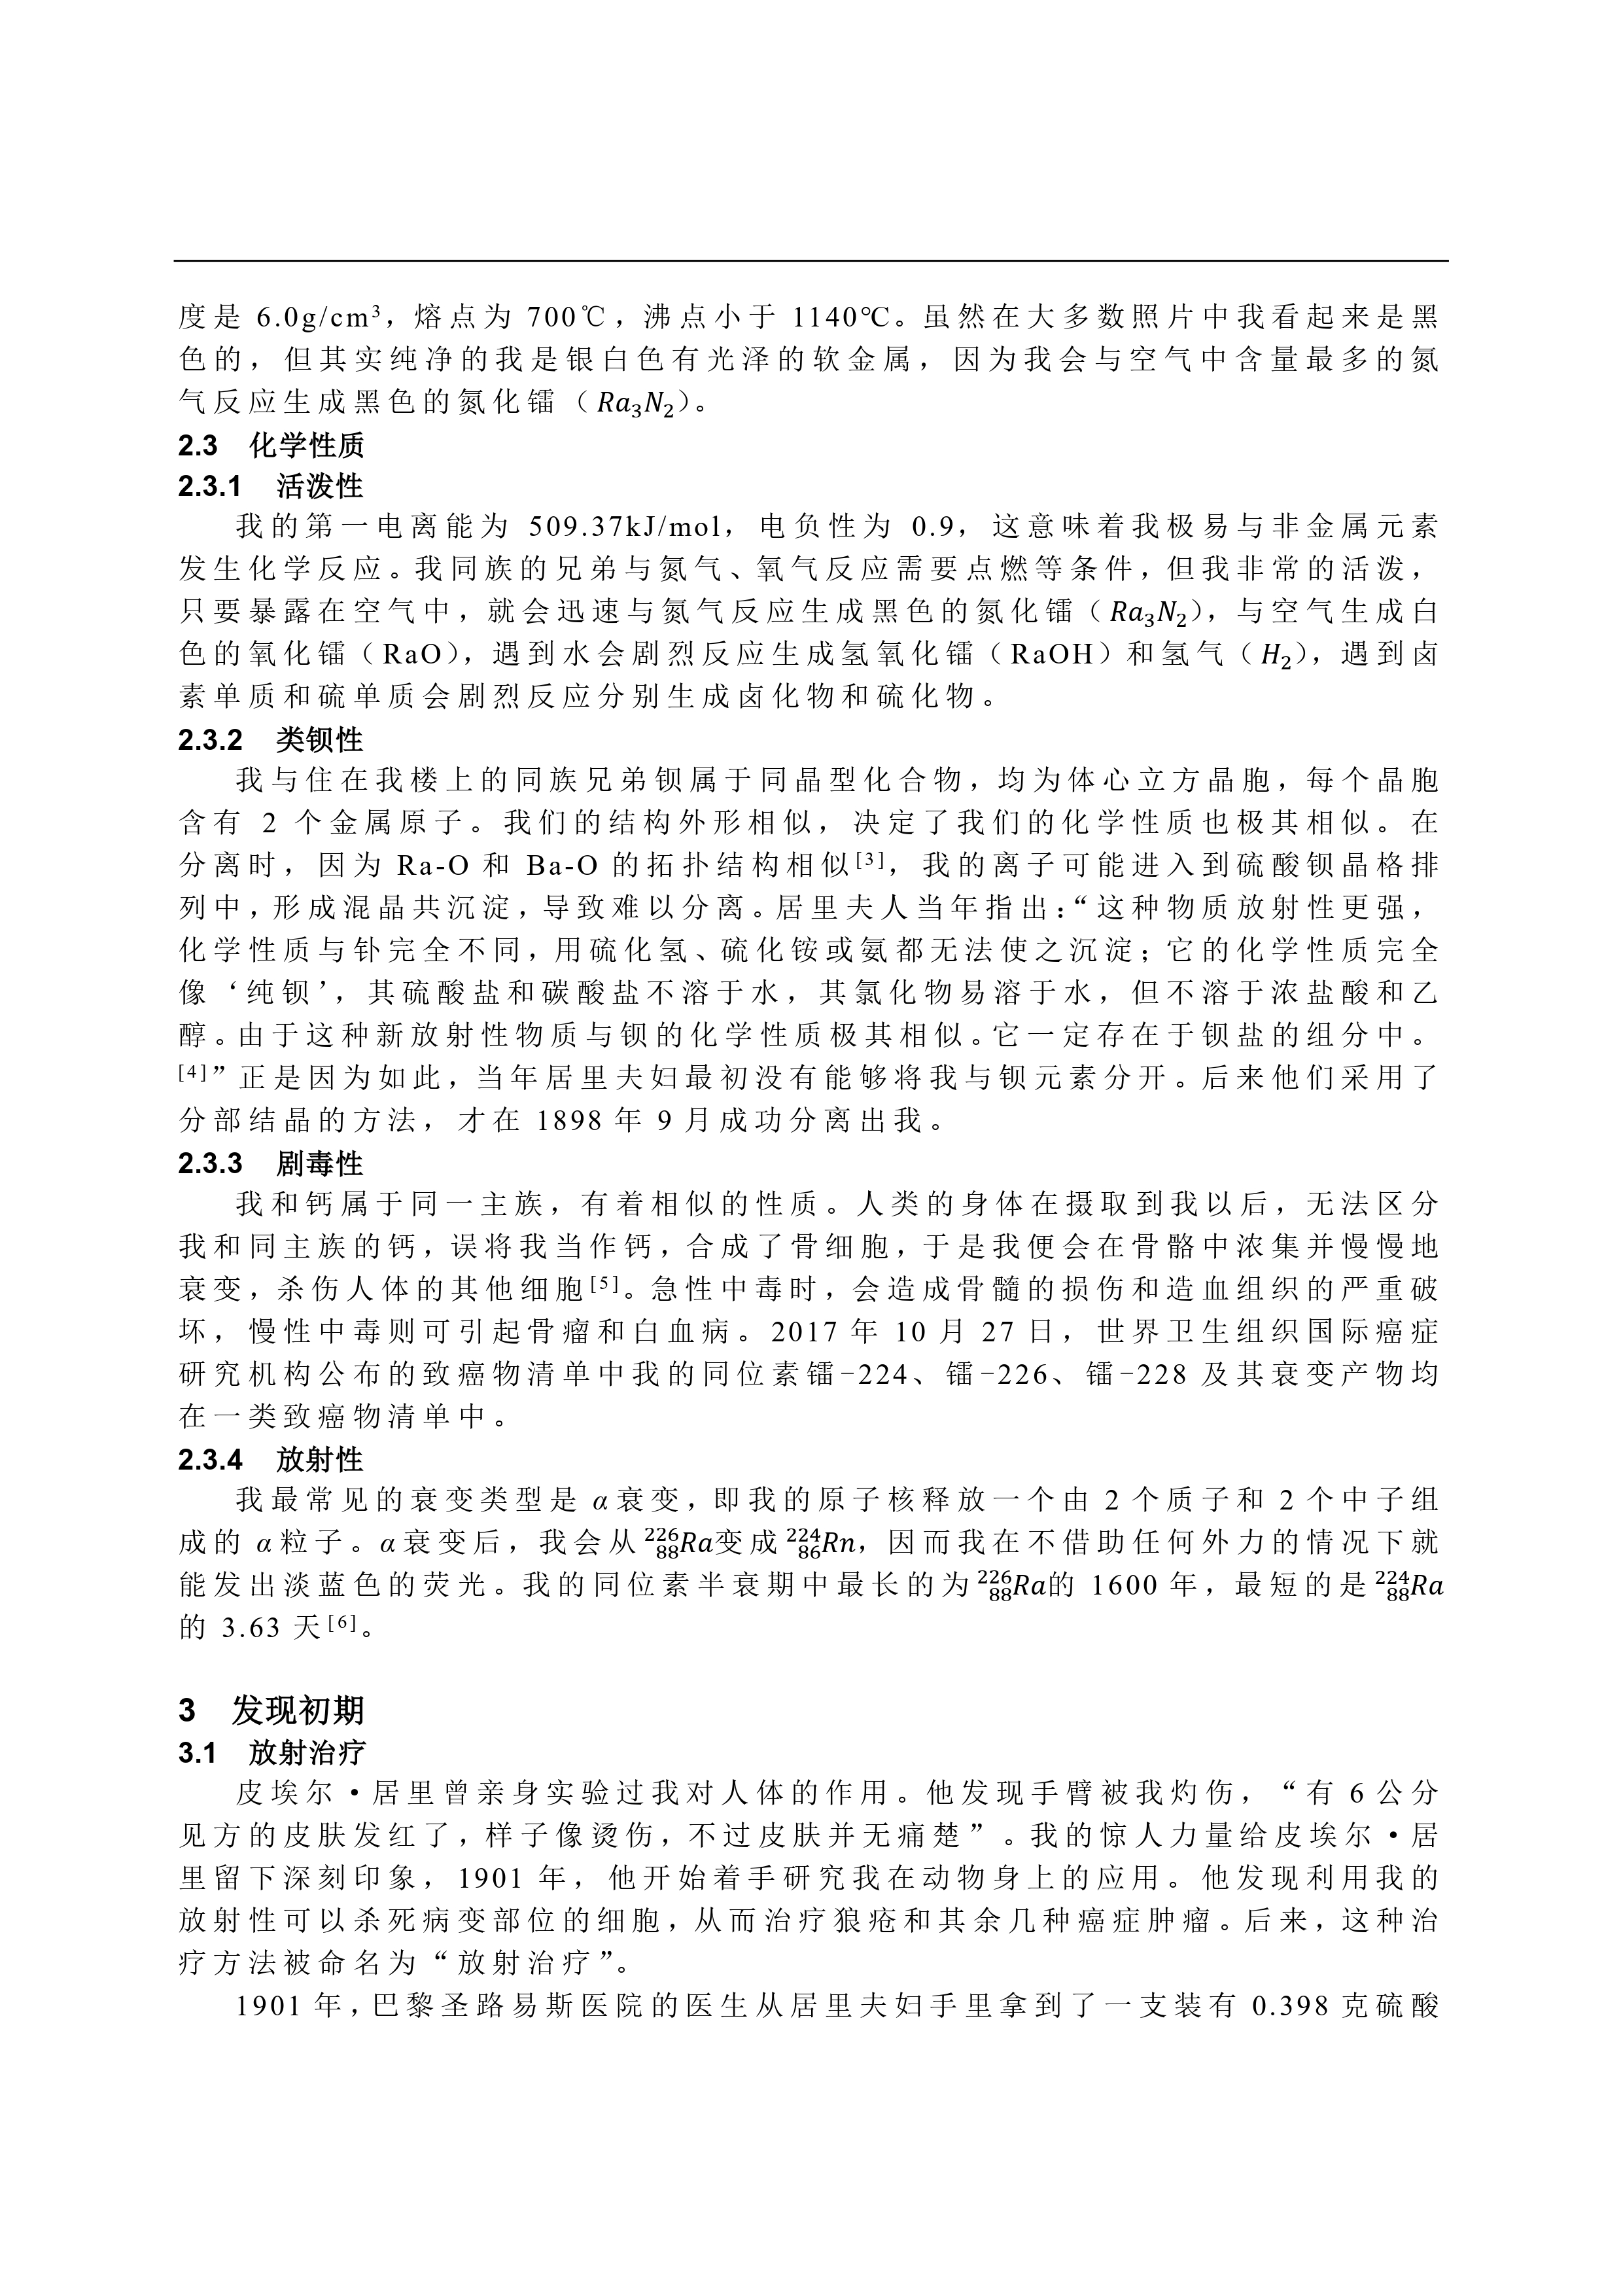 度是 6.0g/cm³，熔点为 700℃，沸点小于 1140℃。虽然在大多数照片中我看起来是黑
色的，但其实纯净的我是银白色有光泽的软金属，因为我会与空气中含量最多的氮
气反应生成黑色的氮化镭（Ra₃N₂）。
2.3 化学性质
2.3.1 活泼性
我的第一电离能为 509.37kJ/mol，电负性为 0.9，这意味着我极易与非金属元素
发生化学反应。我同族的兄弟与氮气、氧气反应需要点燃等条件，但我非常的活泼，
只要暴露在空气中，就会迅速与氮气反应生成黑色的氮化镭（Ra₃N₂），与空气生成白
色的氧化镭（RaO），遇到水会剧烈反应生成氢氧化镭（RaOH）和氢气（H₂），遇到卤
素单质和硫单质会剧烈反应分别生成卤化物和硫化物。
2.3.2 类钡性
我与住在我楼上的同族兄弟钡属于同晶型化合物，均为体心立方晶胞，每个晶胞
含有 2 个金属原子。我们的结构外形相似，决定了我们的化学性质也极其相似。在
分离时，因为 Ra-O 和 Ba-O 的拓扑结构相似[3]，我的离子可能进入到硫酸钡晶格排
列中，形成混晶共沉淀，导致难以分离。居里夫人当年指出：“这种物质放射性更强，
化学性质与钋完全不同，用硫化氢、硫化铵或氨都无法使之沉淀；它的化学性质完全
像‘纯钡’，其硫酸盐和碳酸盐不溶于水，其氯化物易溶于水，但不溶于浓盐酸和乙
醇。由于这种新放射性物质与钡的化学性质极其相似。它一定存在于钡盐的组分中。
[4]”正是因为如此，当年居里夫妇最初没有能够将我与钡元素分开。后来他们采用了
分部结晶的方法，才在 1898 年 9 月成功分离出我。
2.3.3 剧毒性
我和钙属于同一主族，有着相似的性质。人类的身体在摄取到我以后，无法区分
我和同主族的钙，误将我当作钙，合成了骨细胞，于是我便会在骨骼中浓集并慢慢地
衰变，杀伤人体的其他细胞[5]。急性中毒时，会造成骨髓的损伤和造血组织的严重破
坏，慢性中毒则可引起骨瘤和白血病。2017 年 10 月 27 日，世界卫生组织国际癌症
研究机构公布的致癌物清单中我的同位素镭-224、镭-226、镭-228 及其衰变产物均
在一类致癌物清单中。
2.3.4 放射性
我最常见的衰变类型是 α 衰变，即我的原子核释放一个由 2 个质子和 2 个中子组
成的 α 粒子。α 衰变后，我会从 ²²⁶₈₈Ra变成 ²²⁴₈₆Rn，因而我在不借助任何外力的情况下就
能发出淡蓝色的荧光。我的同位素半衰期中最长的为 ²²⁶₈₈Ra的 1600 年，最短的是 ²²⁴₈₈Ra
的 3.63 天[6]。
3 发现初期
3.1 放射治疗
皮埃尔·居里曾亲身实验过我对人体的作用。他发现手臂被我灼伤，“有 6 公分
见方的皮肤发红了，样子像烫伤，不过皮肤并无痛楚”。我的惊人力量给皮埃尔·居
里留下深刻印象，1901 年，他开始着手研究我在动物身上的应用。他发现利用我的
放射性可以杀死病变部位的细胞，从而治疗狼疮和其余几种癌症肿瘤。后来，这种治
疗方法被命名为“放射治疗”。
1901 年，巴黎圣路易斯医院的医生从居里夫妇手里拿到了一支装有 0.398 克硫酸